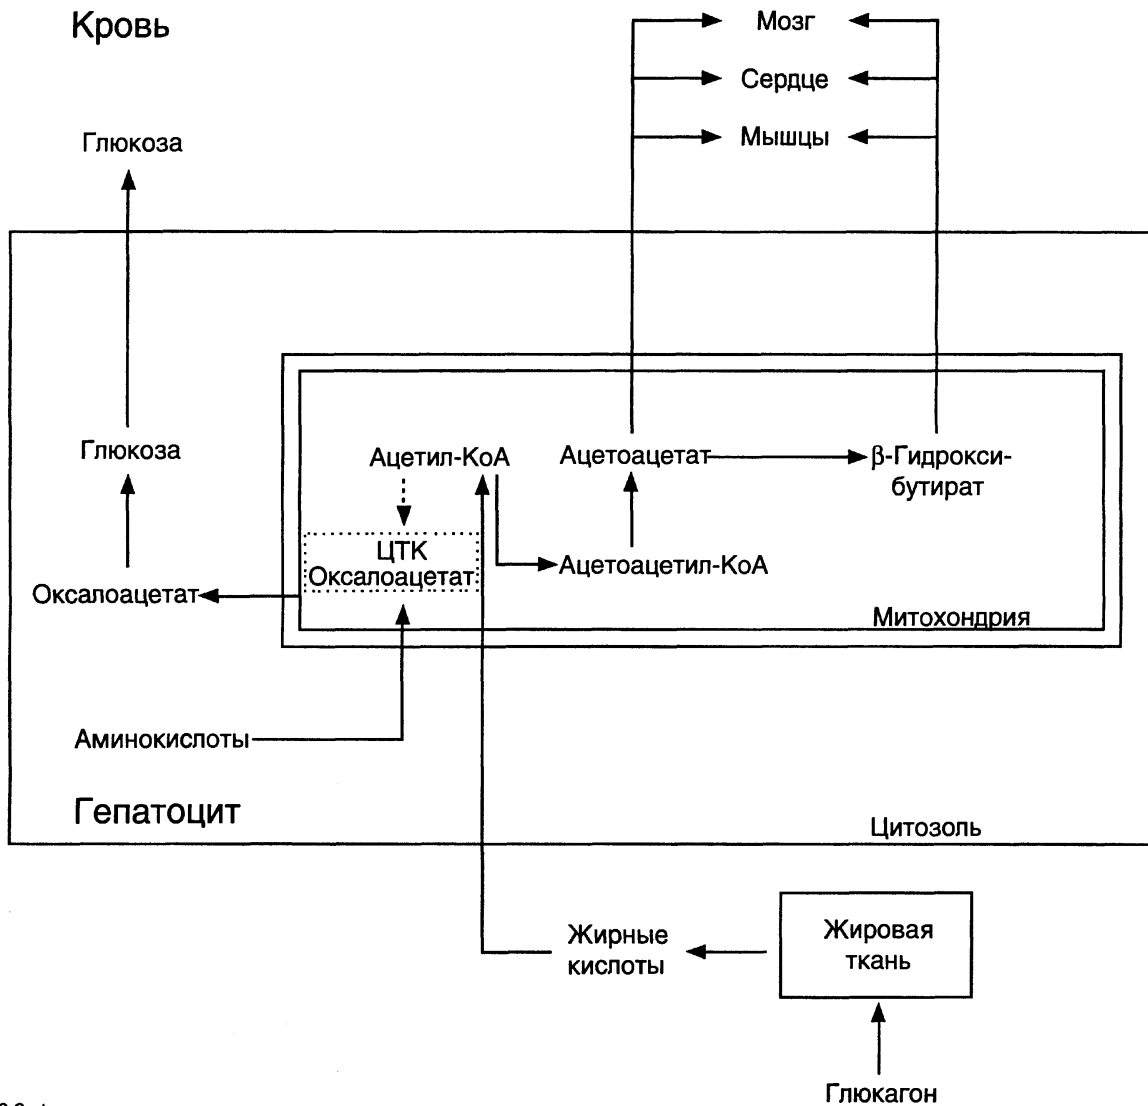 Кровь
Мозг
Сердце
Мышцы
Глюкоза
Глюкоза
Ацетил-КоА
Ацетоацетат
β-Гидрокси-
бутират
ЦТК
Оксалоацетат
Ацетоацетил-КоА
Оксалоацетат
Митохондрия
Аминокислоты
Гепатоцит
Цитозоль
Жирные
кислоты
Жировая
ткань
Глюкагон